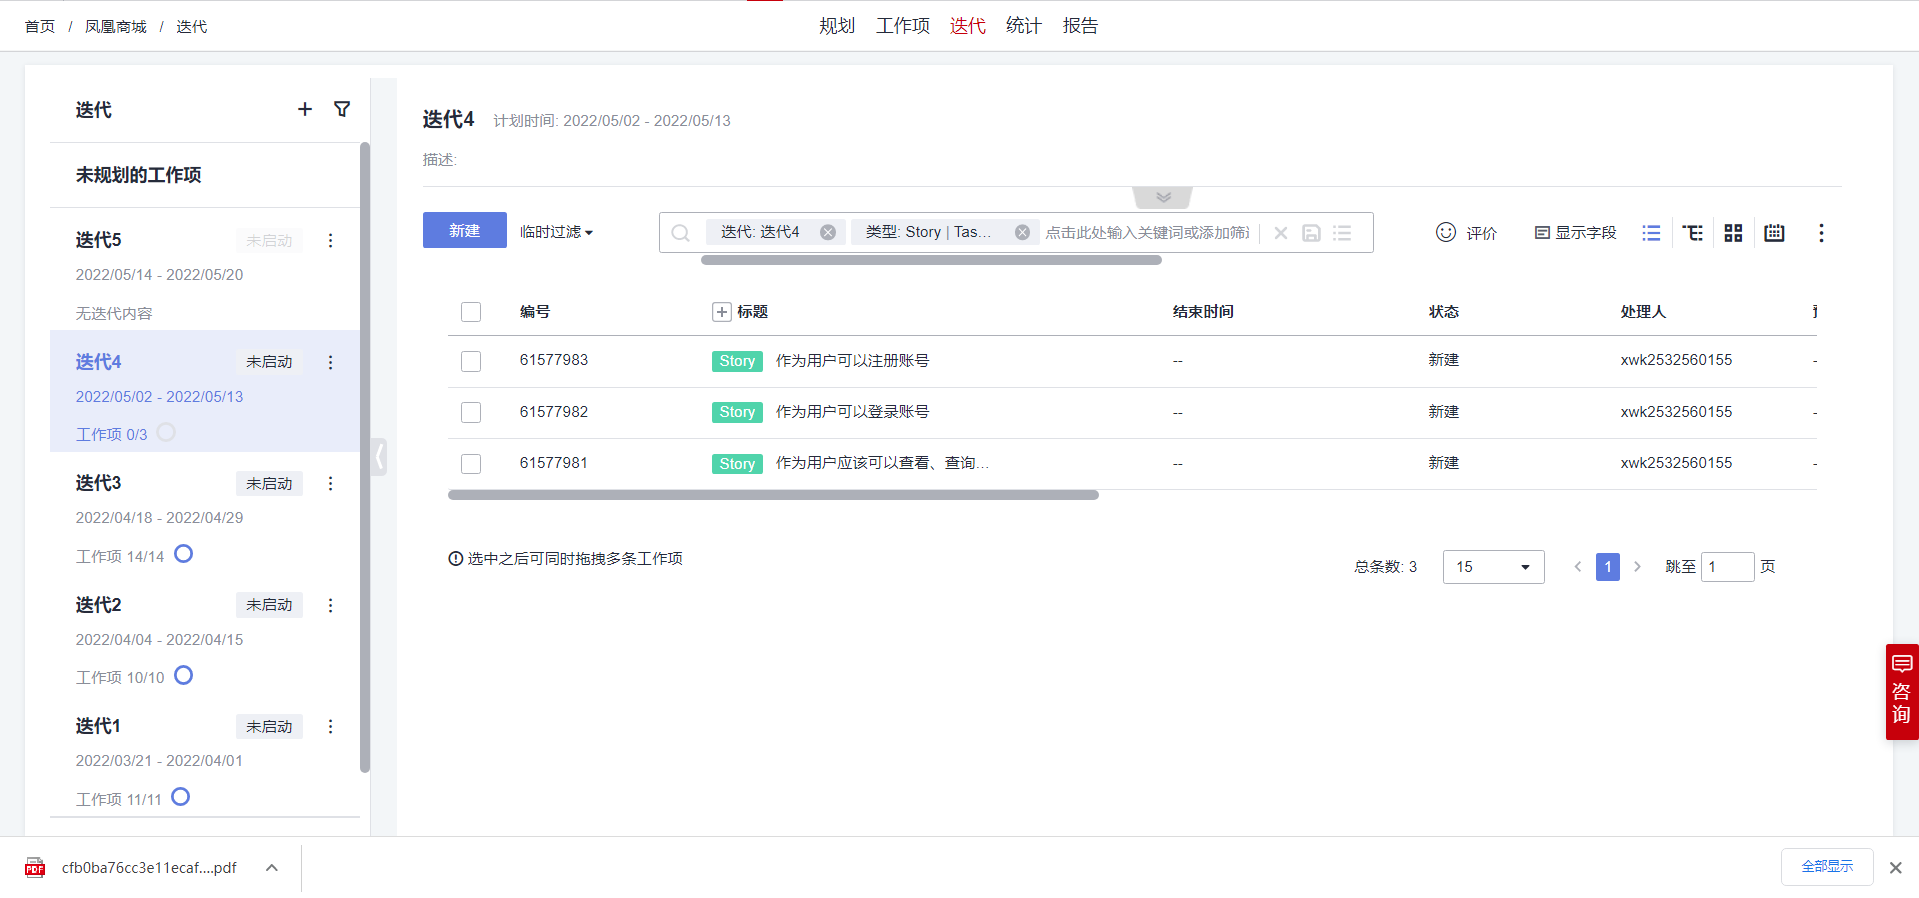 首页 / 凤凰商城 / 迭代
规划 工作项 迭代 统计 报告
迭代
未规划的工作项
迭代5 未启动
2022/05/14 - 2022/05/20
无迭代内容
迭代4 未启动
2022/05/02 - 2022/05/13
工作项 0/3
迭代3 未启动
2022/04/18 - 2022/04/29
工作项 14/14
迭代2 未启动
2022/04/04 - 2022/04/15
工作项 10/10
迭代1 未启动
2022/03/21 - 2022/04/01
工作项 11/11
迭代4 计划时间: 2022/05/02 - 2022/05/13
描述:
新建 临时过滤 迭代: 迭代4 类型: Story | Tas... 点击此处输入关键词或添加筛 评价 显示字段
编号 标题 结束时间 状态 处理人
61577983 Story 作为用户可以注册账号 -- 新建 xwk2532560155 -
61577982 Story 作为用户可以登录账号 -- 新建 xwk2532560155 -
61577981 Story 作为用户应该可以查看、查询... -- 新建 xwk2532560155 -
选中之后可同时拖拽多条工作项
总条数: 3 15 1 跳至 1 页
咨询
PDF cfb0ba76cc3e11ecaf....pdf 全部显示